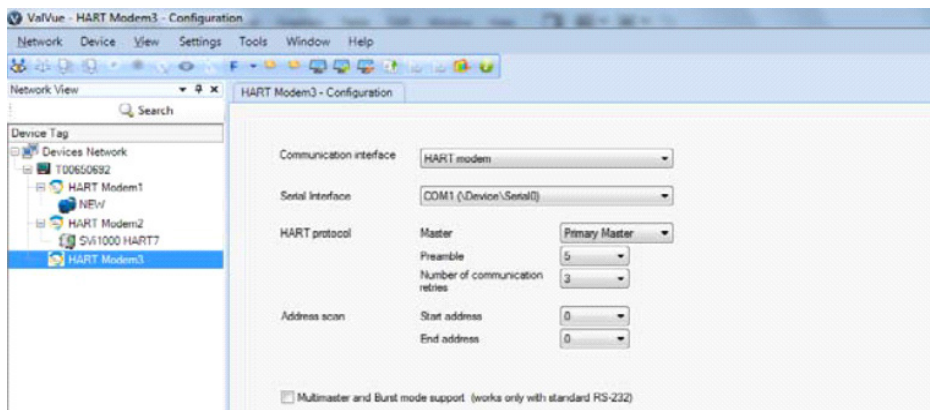 ValVue - HART Modem3 - Configuration
Network Device View Settings Tools Window Help
F
Network View
HART Modem3 - Configuration
Search
Device Tag
Devices Network
T00650692
HART Modem1
NEW
HART Modem2
SVi1000 HART7
HART Modem3
Communication interface HART modem
Serial Interface COM1 (\Device\Serial0)
HART protocol Master Primary Master
Preamble 5
Number of communication
retries 3
Address scan Start address 0
End address 0
Multimaster and Burst mode support (works only with standard RS-232)